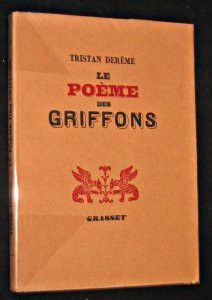 TRISTAN DERÈME
LE
POÈME
DES
GRIFFONS
GRASSET